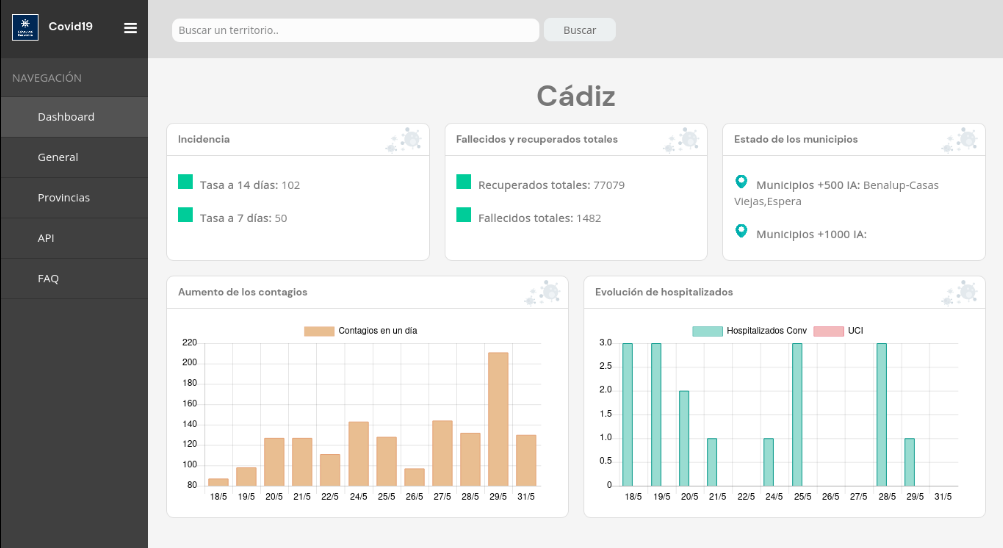 Covid19
Buscar un territorio..
Buscar
NAVEGACIÓN
Dashboard
General
Provincias
API
FAQ
Cádiz
Incidencia
Tasa a 14 días: 102
Tasa a 7 días: 50
Fallecidos y recuperados totales
Recuperados totales: 77079
Fallecidos totales: 1482
Estado de los municipios
Municipios +500 IA: Benalup-Casas
Viejas,Espera
Municipios +1000 IA:
Aumento de los contagios
Contagios en un día
220
200
180
160
140
120
100
80
18/5 19/5 20/5 21/5 22/5 24/5 25/5 26/5 27/5 28/5 29/5 31/5
Evolución de hospitalizados
Hospitalizados Conv UCI
3.0
2.5
2.0
1.5
1.0
0.5
0
18/5 19/5 20/5 21/5 22/5 24/5 25/5 26/5 27/5 28/5 29/5 31/5